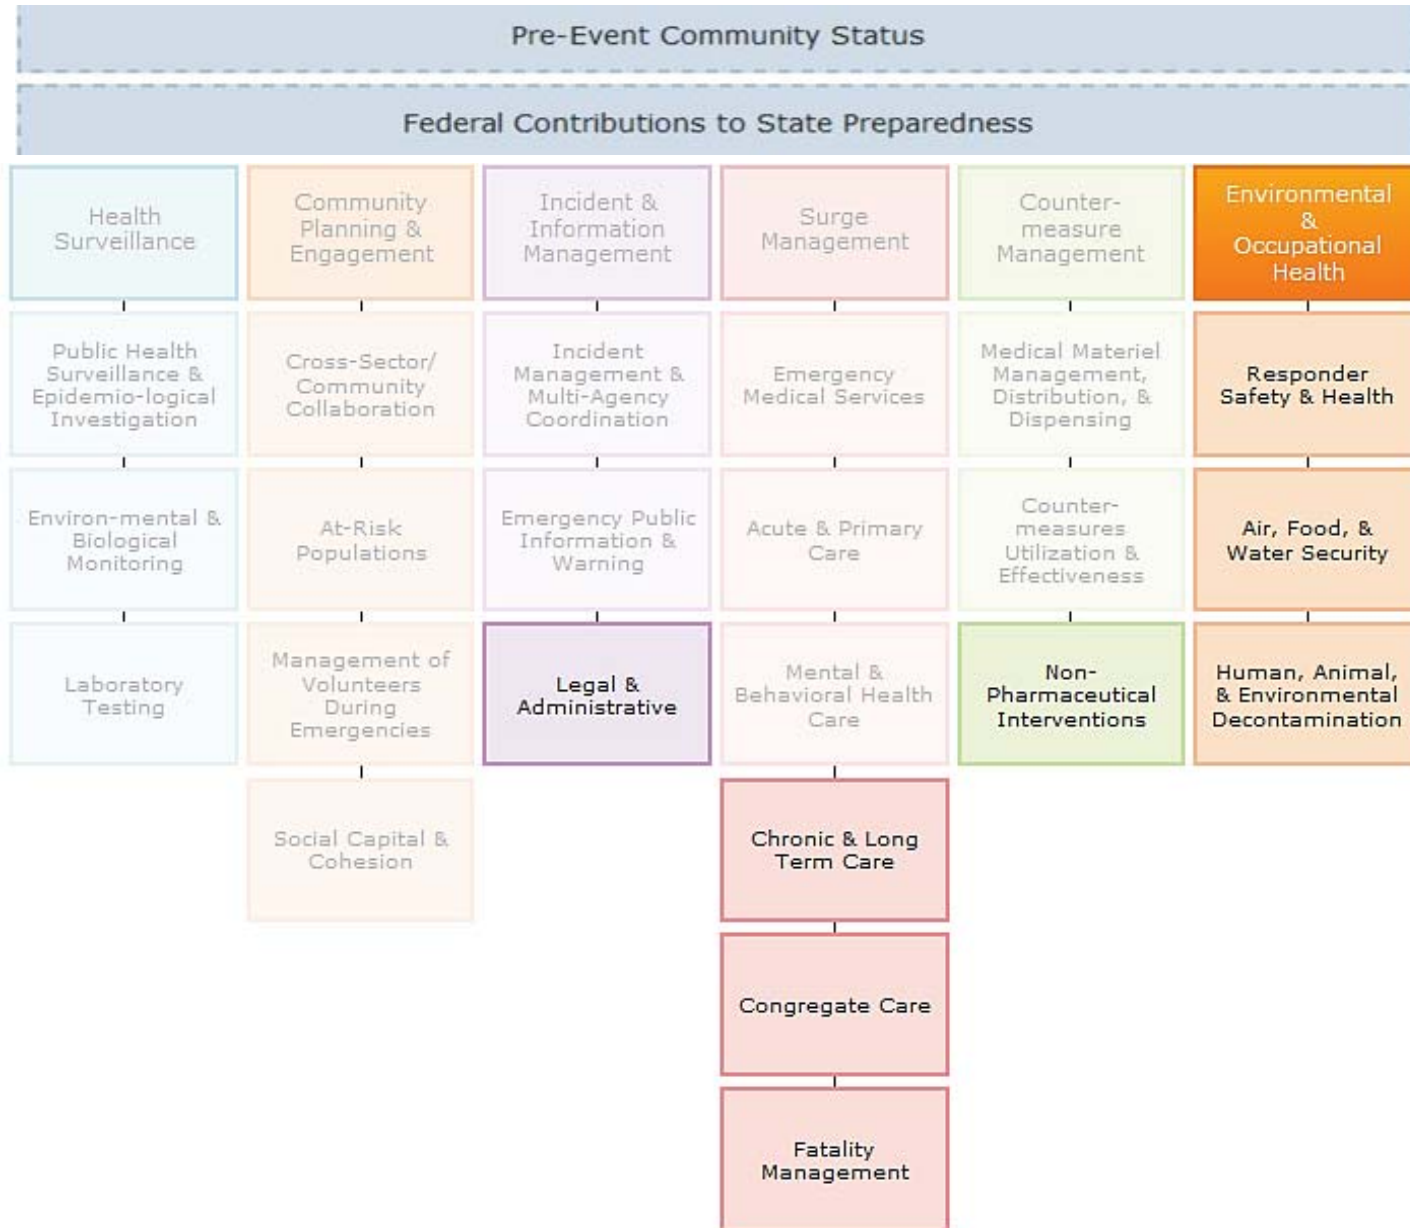 Pre-Event Community Status
Federal Contributions to State Preparedness
Health
Surveillance
Public Health
Surveillance &
Epidemio-logical
Investigation
Environ-mental &
Biological
Monitoring
Laboratory
Testing
Community
Planning &
Engagement
Cross-Sector/
Community
Collaboration
At-Risk
Populations
Management of
Volunteers
During
Emergencies
Social Capital &
Cohesion
Incident &
Information
Management
Incident
Management &
Multi-Agency
Coordination
Emergency Public
Information &
Warning
Legal &
Administrative
Surge
Management
Emergency
Medical Services
Acute & Primary
Care
Mental &
Behavioral Health
Care
Chronic & Long
Term Care
Congregate Care
Fatality
Management
Counter-
measure
Management
Medical Materiel
Management,
Distribution, &
Dispensing
Counter-
measures
Utilization &
Effectiveness
Non-
Pharmaceutical
Interventions
Environmental
&
Occupational
Health
Responder
Safety & Health
Air, Food, &
Water Security
Human, Animal,
& Environmental
Decontamination